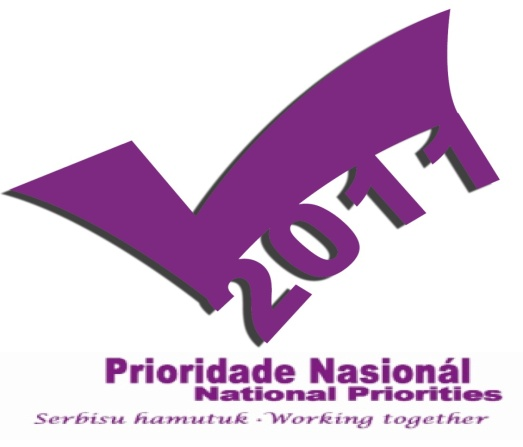 2011
Prioridade Nasionál
National Priorities
Serbisu hamutuk · Working together